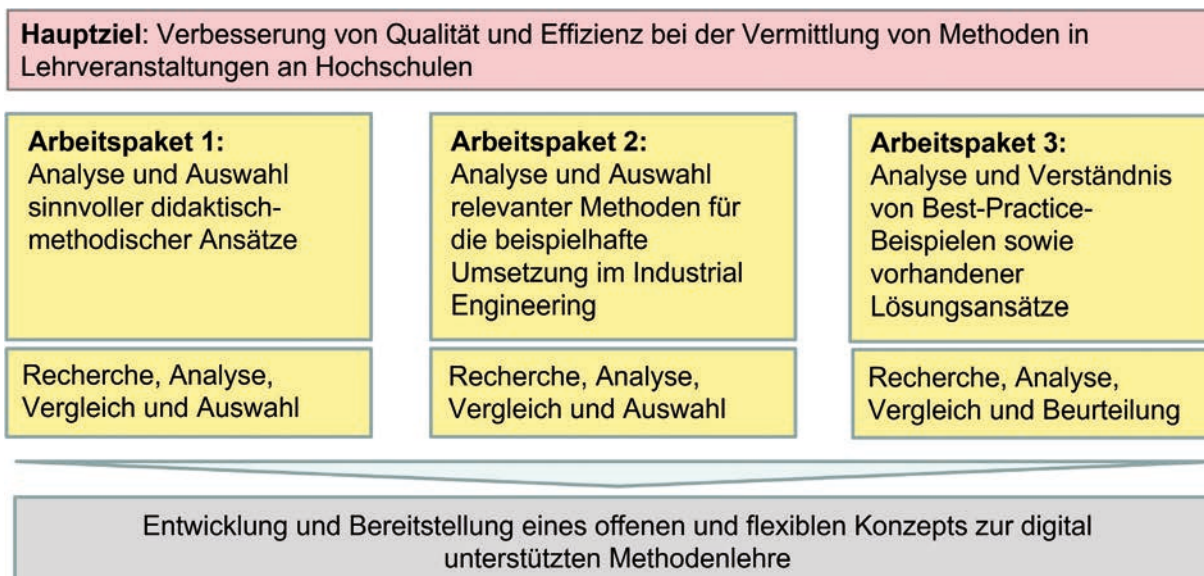 Hauptziel: Verbesserung von Qualität und Effizienz bei der Vermittlung von Methoden in
Lehrveranstaltungen an Hochschulen
Arbeitspaket 1:
Analyse und Auswahl
sinnvoller didaktisch-
methodischer Ansätze
Recherche, Analyse,
Vergleich und Auswahl
Arbeitspaket 2:
Analyse und Auswahl
relevanter Methoden für
die beispielhafte
Umsetzung im Industrial
Engineering
Recherche, Analyse,
Vergleich und Auswahl
Arbeitspaket 3:
Analyse und Verständnis
von Best-Practice-
Beispielen sowie
vorhandener
Lösungsansätze
Recherche, Analyse,
Vergleich und Beurteilung
Entwicklung und Bereitstellung eines offenen und flexiblen Konzepts zur digital
unterstützten Methodenlehre